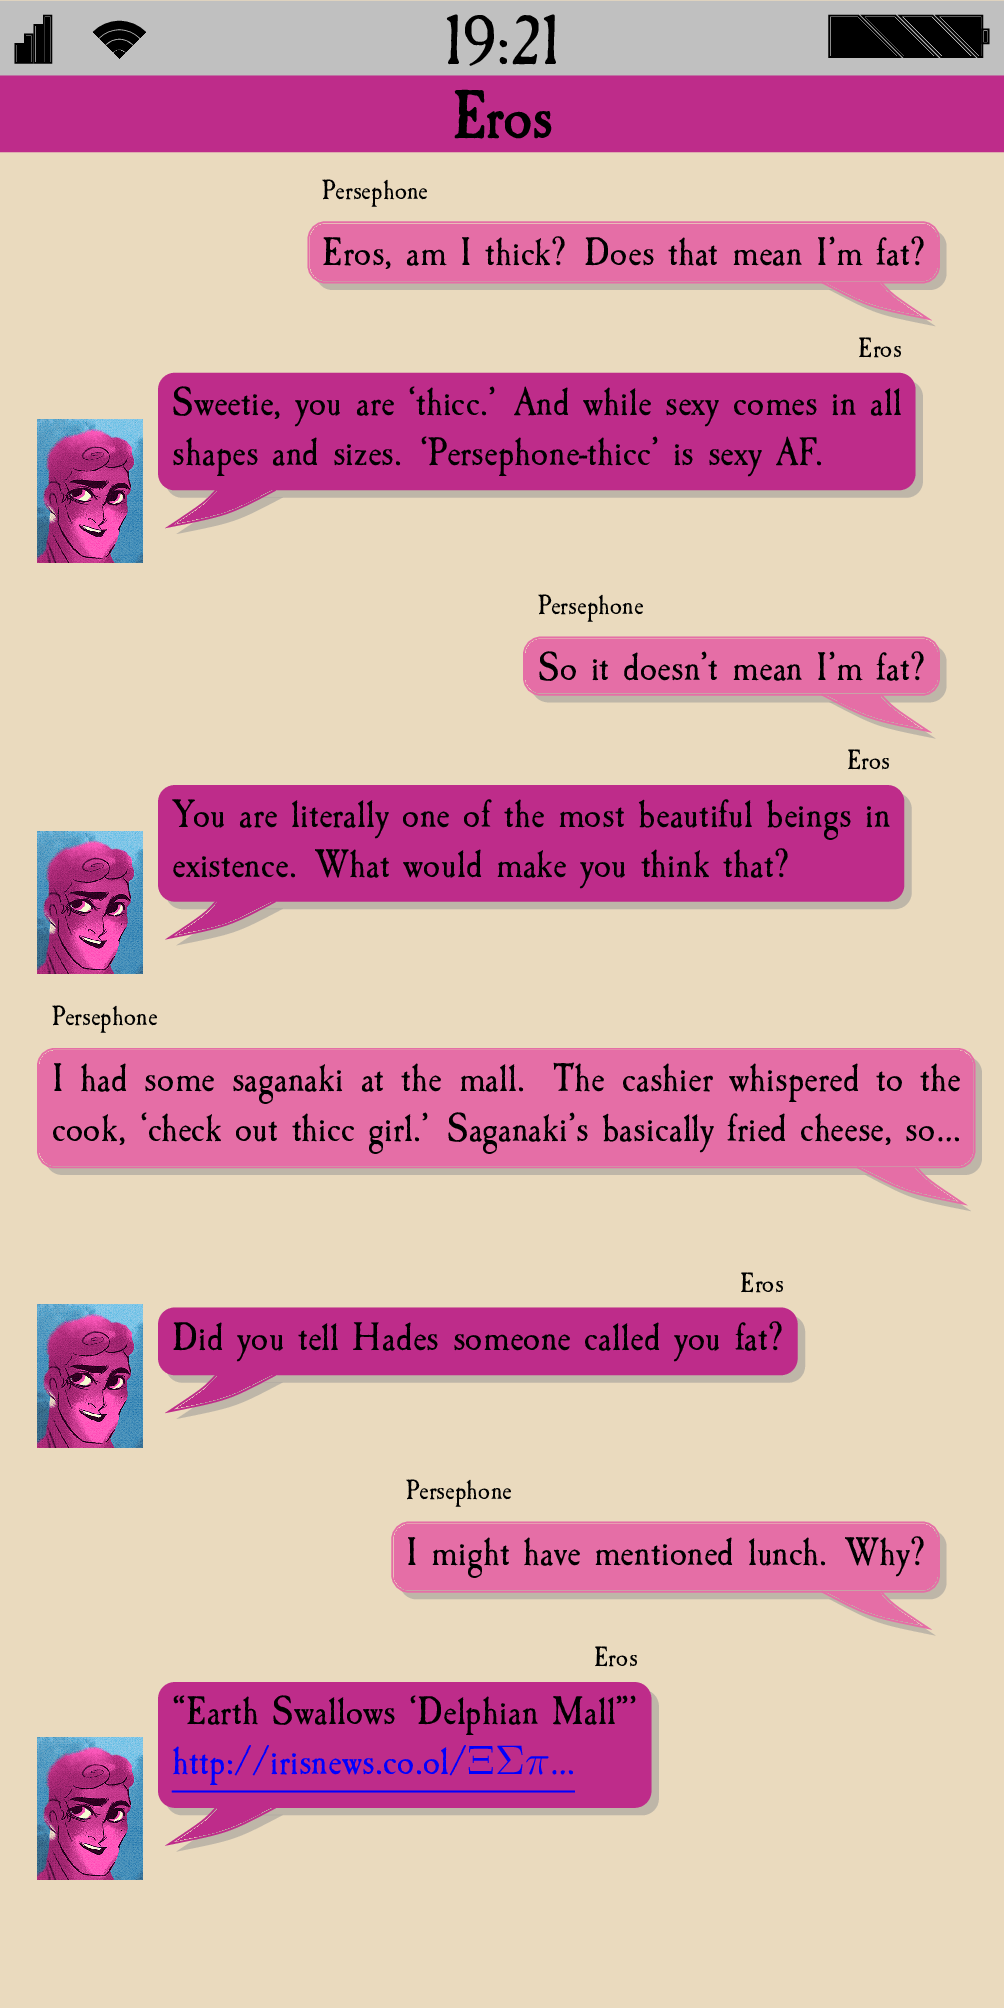 19:21
Eros
Persephone
Eros, am I thick? Does that mean I'm fat?
Eros
Sweetie, you are ‘thicc.’ And while sexy comes in all
shapes and sizes. ‘Persephone-thicc’ is sexy AF.
Persephone
So it doesn't mean I'm fat?
Eros
You are literally one of the most beautiful beings in
existence. What would make you think that?
Persephone
I had some saganaki at the mall. The cashier whispered to the
cook, ‘check out thicc girl.’ Saganaki's basically fried cheese, so...
Eros
Did you tell Hades someone called you fat?
Persephone
I might have mentioned lunch. Why?
Eros
“Earth Swallows ‘Delphian Mall”’
http://irisnews.co.ol/ΞΣπ...